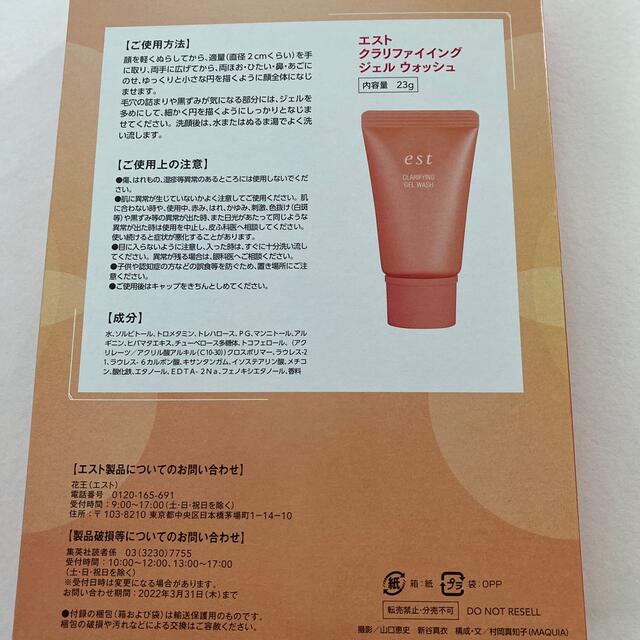 【ご使用方法】
顔を軽くぬらしてから、適量(直径2cmくらい)を手
に取り、両手に広げてから、両ほお・ひたい・鼻・あごに
のせ、ゆっくりと小さな円を描くように顔全体になじ
ませます。
毛穴の詰まりや黒ずみが気になる部分には、ジェルを
多めにして、細かく円を描くようにしっかりとなじま
せてください。洗顔後は、水またはぬるま湯でよく洗
い流します。
【ご使用上の注意】
●傷、はれもの、湿疹等異常のあるところには使用しないでくだ
さい。
●肌に異常が生じていないかよく注意してご使用ください。肌
に合わない時や、使用中、赤み、はれ、かゆみ、刺激、色抜け(白斑
等)や黒ずみ等の異常が出た時、また日光があたって同じような
異常が出た時は使用を中止し、皮ふ科医へ相談してください。
使い続けると症状が悪化することがあります。
●目に入らないように注意し、入った時は、すぐに十分洗い流し
てください。異常が残る場合は、眼科医へご相談ください。
●子供や認知症の方などの誤食等を防ぐため、置き場所にご注
意ください。
●ご使用後はキャップをきちんとしめてください。
【成分】
水、ソルビトール、トロメタミン、トレハロース、PG、マンニトール、アル
ギニン、ヒバマタエキス、チューベロース多糖体、トコフェロール、(アク
リレーツ/アクリル酸アルキル(C10-30))クロスポリマー、ラウレス-2
1、ラウレス-6カルボン酸、キサンタンガム、イソステアリン酸、メチコ
ン、酸化鉄、エタノール、EDTA-2Na、フェノキシエタノール、香料
エスト
クラリファイイング
ジェル ウォッシュ
内容量 23g
est
CLARIFYING
GEL WASH
【エスト製品についてのお問い合わせ】
花王(エスト)
電話番号 0120-165-691
受付時間:9:00~17:00(土・日・祝日を除く)
住所:〒103-8210 東京都中央区日本橋茅場町1-14-10
【製品破損等についてのお問い合わせ】
集英社読者係 03(3230)7755
受付時間:10:00~12:00、13:00~17:00
(土・日・祝日を除く)
※受付日時は変更になる場合があります。
お問い合わせ期間:2022年3月31日(木)まで
●付録の梱包(箱および袋)は輸送保護用のものです。
梱包の破損や汚れなどによる交換はご容赦ください。
紙 箱:紙 プラ 袋:OPP
転売禁止・分売不可 DO NOT RESELL
撮影/山口恵史 新谷真衣 構成・文/村岡真知子(MAQUIA)